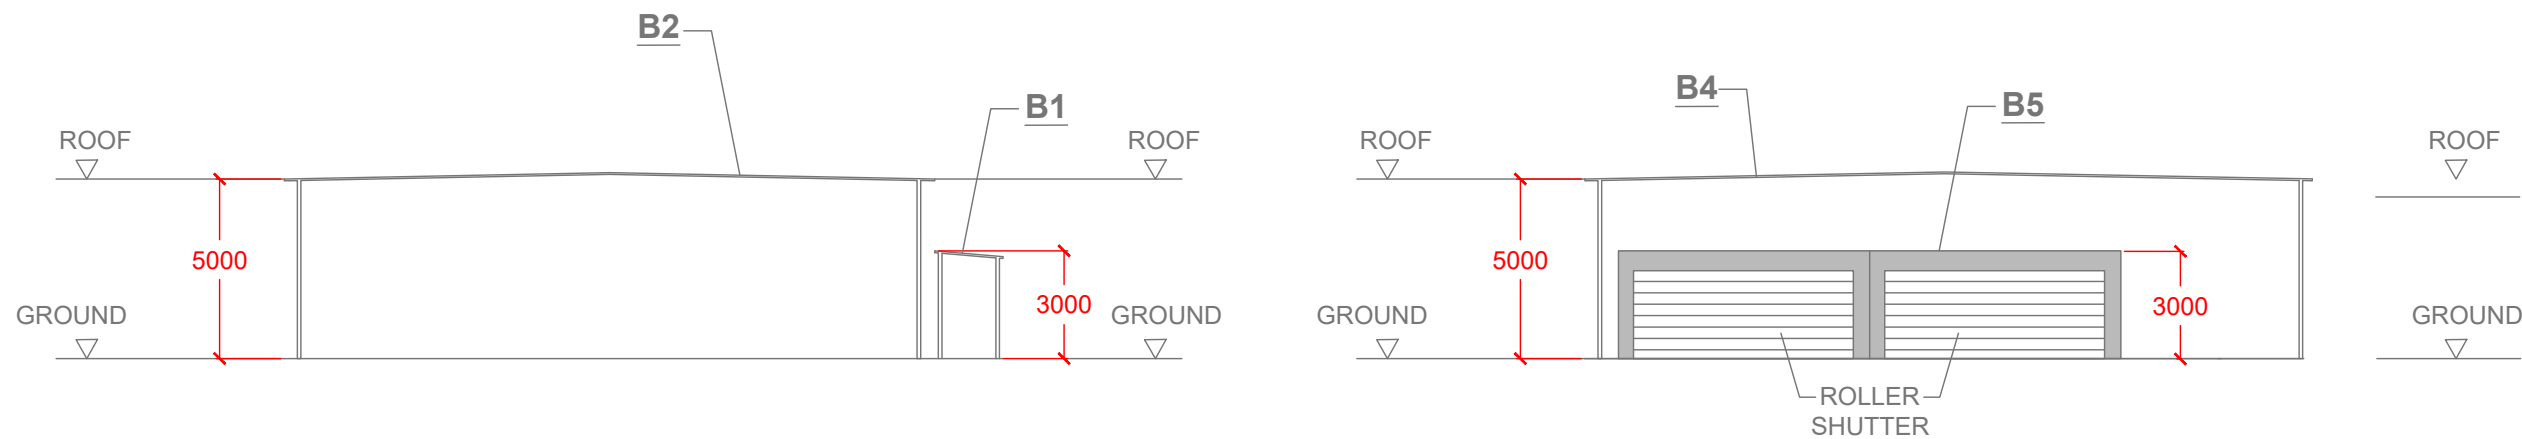 B2
B1
ROOF
ROOF
5000
3000
GROUND
GROUND
B4
B5
ROOF
ROOF
5000
3000
GROUND
GROUND
ROLLER
SHUTTER